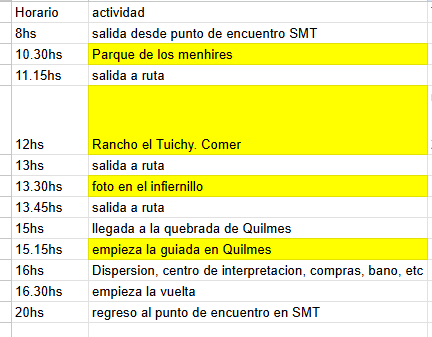 Horario actividad
8hs salida desde punto de encuentro SMT
10.30hs Parque de los menhires
11.15hs salida a ruta
12hs Rancho el Tuichy. Comer
13hs salida a ruta
13.30hs foto en el infiernillo
13.45hs salida a ruta
15hs llegada a la quebrada de Quilmes
15.15hs empieza la guiada en Quilmes
16hs Dispersion, centro de interpretacion, compras, bano, etc
16.30hs empieza la vuelta
20hs regreso al punto de encuentro en SMT